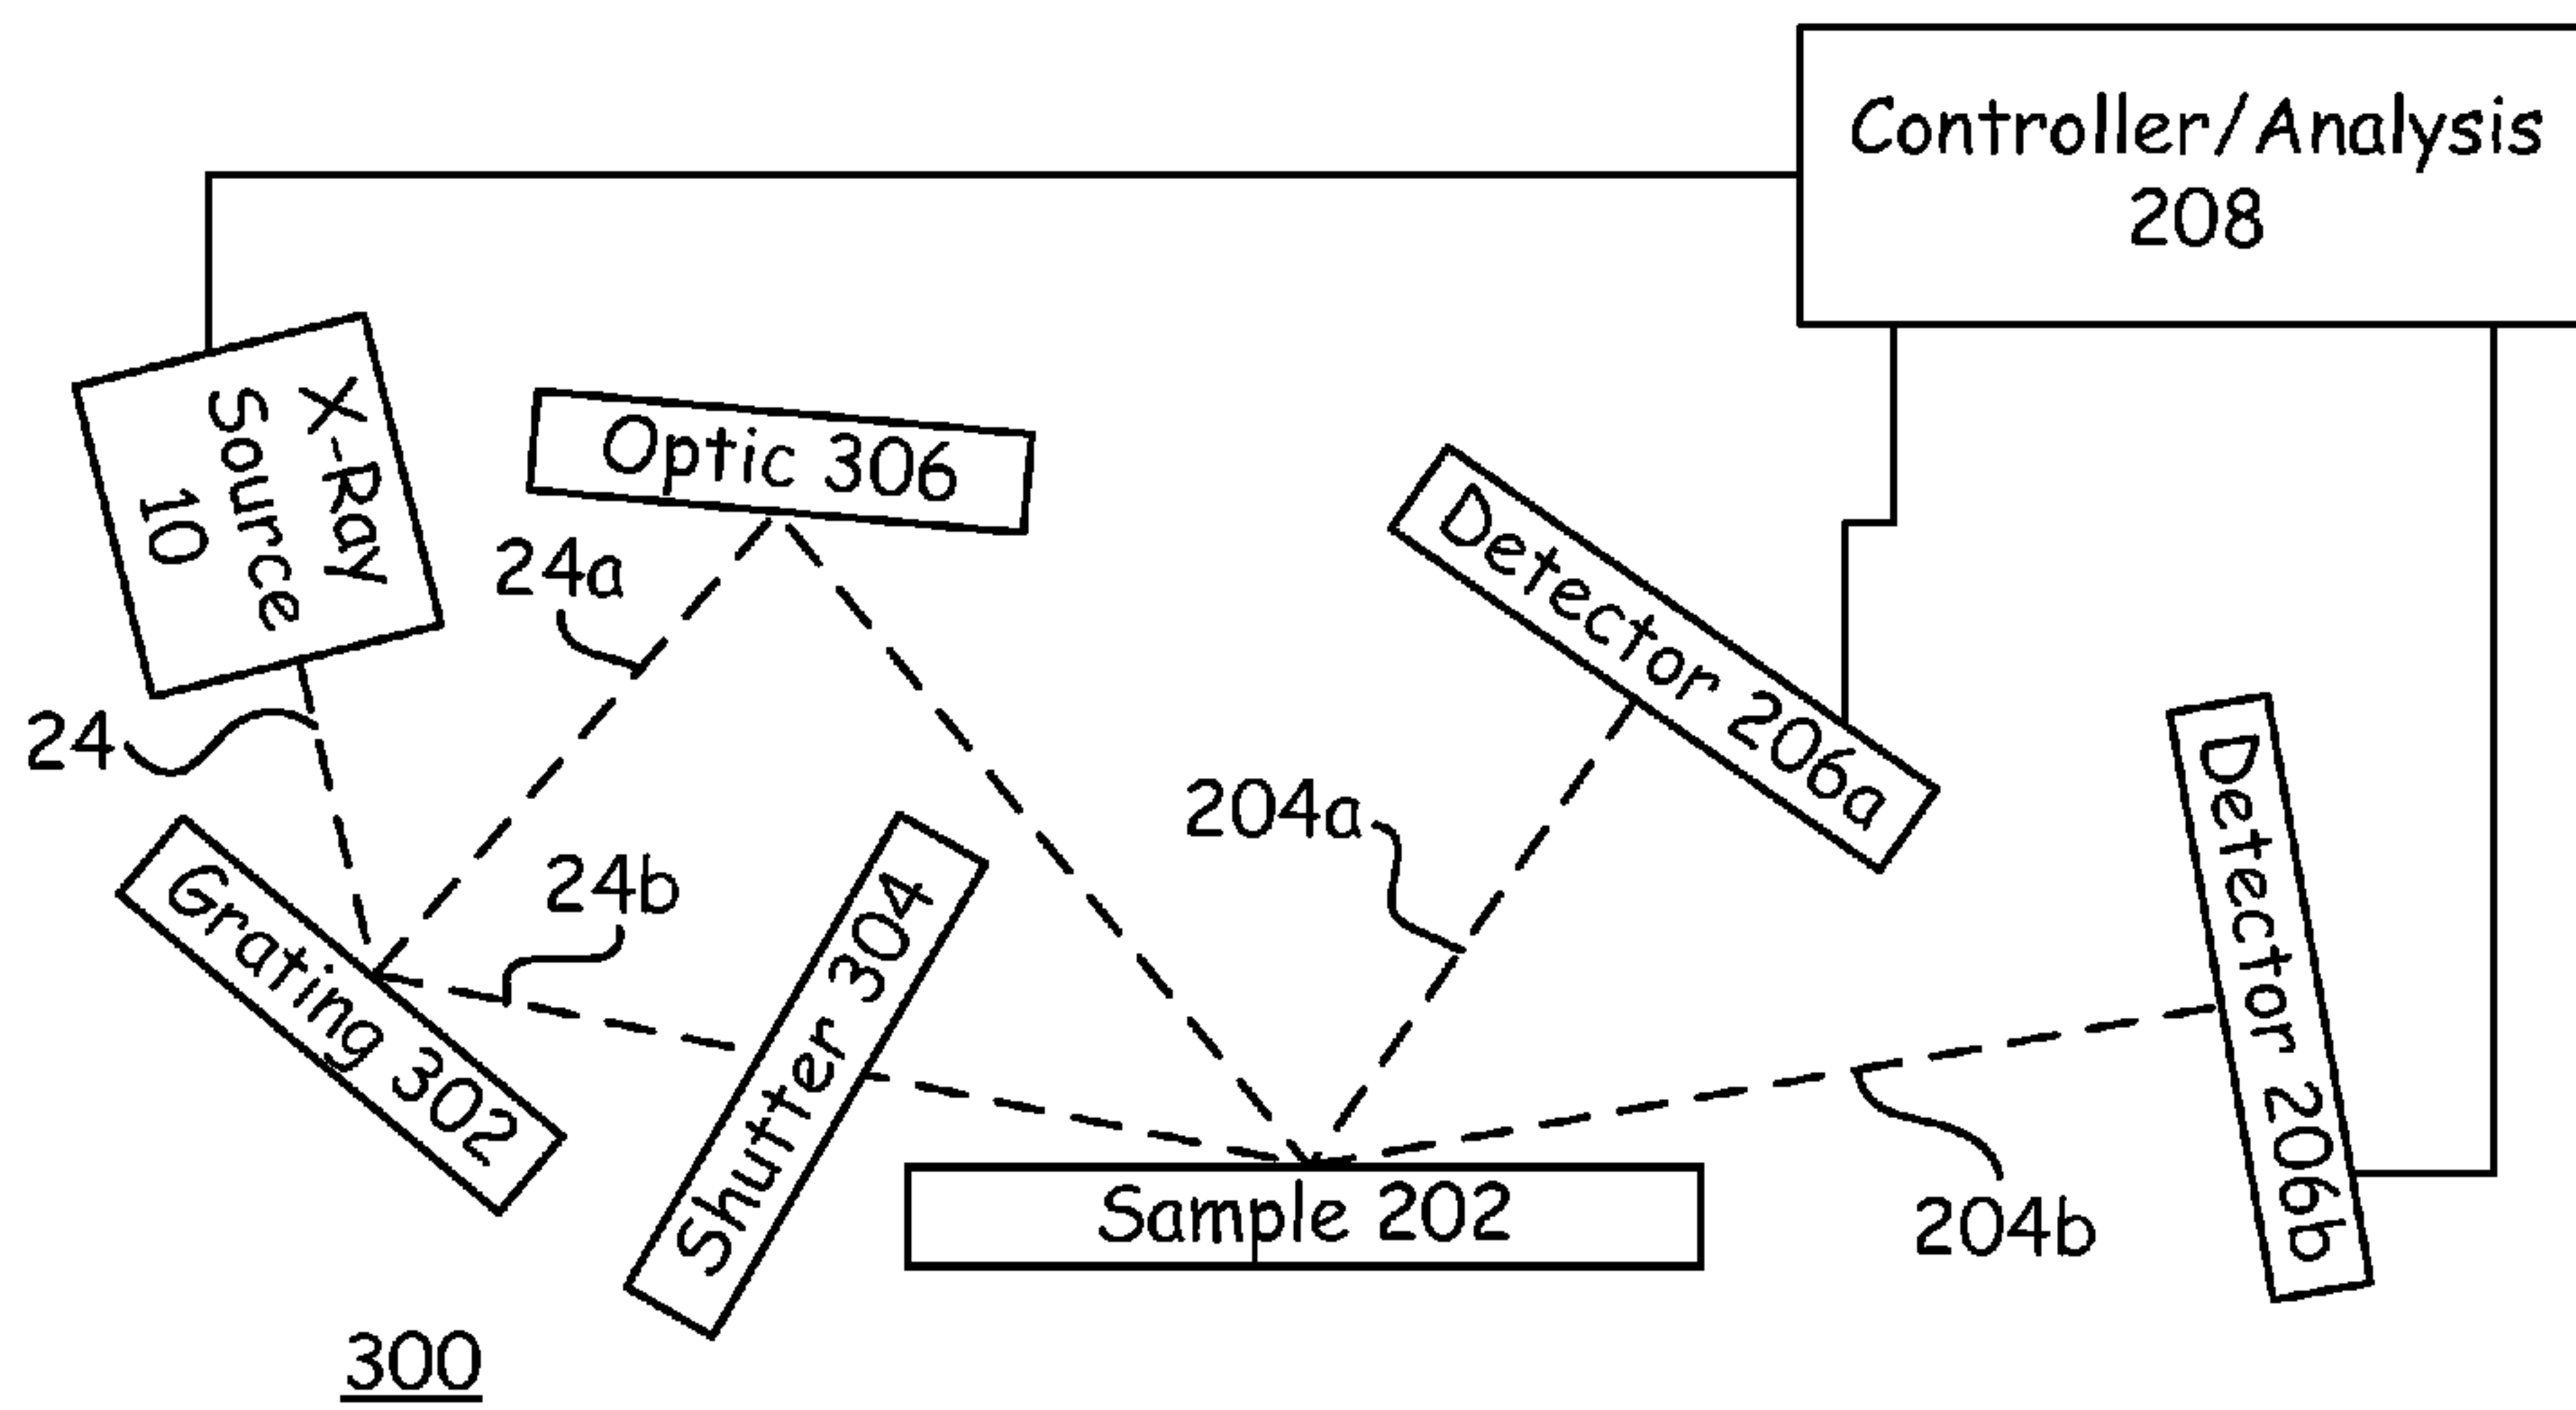 Controller/Analysis
208
X-Ray
Source
10
Optic 306
24a
24
Detector 206a
204a
24b
Grating 302
Shutter 304
Detector 206b
Sample 202
204b
300